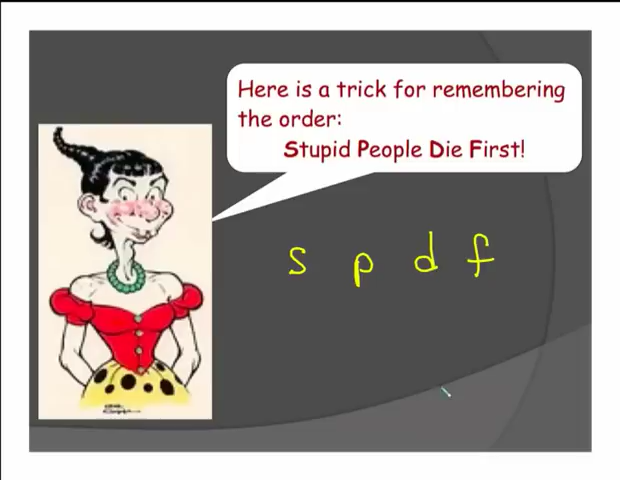 Here is a trick for remembering
the order:
Stupid People Die First!
s p d f